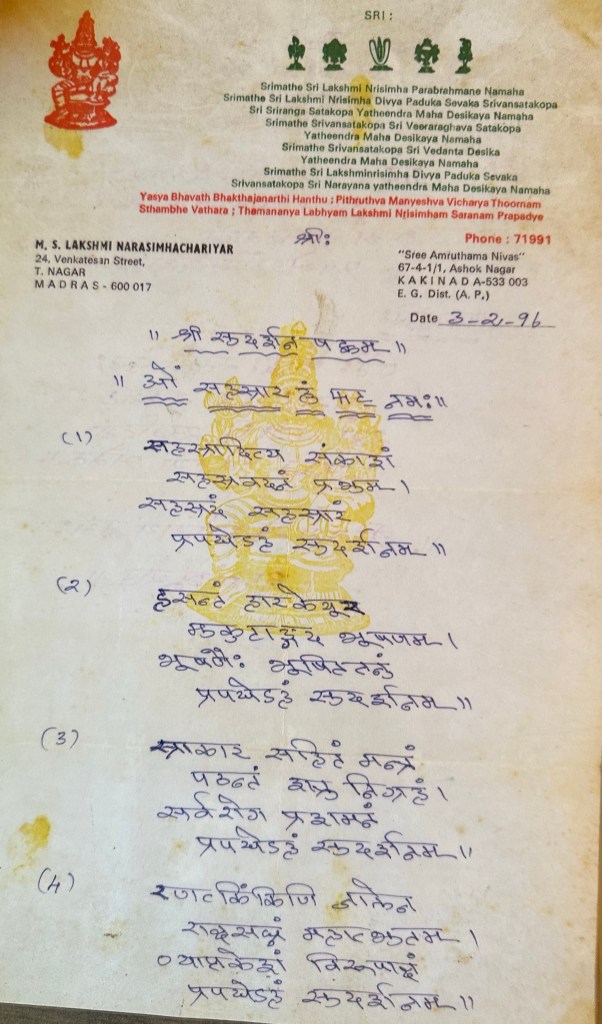 SRI :
Srimathe Sri Lakshmi Nrisimha Parabrahmane Namaha
Srimathe Sri Lakshmi Nrisimha Divya Paduka Sevaka Srivansatakopa
Sri Sriranga Satakopa Yatheendra Maha Desikaya Namaha
Srimathe Srivansatakopa Sri Veeraraghava Satakopa
Yatheendra Maha Desikaya Namaha
Srimathe Srivansatakopa Sri Vedanta Desika
Yatheendra Maha Desikaya Namaha
Srimathe Sri Lakshminrisimha Divya Paduka Sevaka
Srivansatakopa Sri Narayana yatheendra Maha Desikaya Namaha
Yasya Bhavath Bhakthajanarthi Hanthu : Pithruthva Manyeshva Vicharya Thoornam
Sthambhe Vathara ; Thamananya Labhyam Lakshmi Nrisimham Saranam Prapadye
श्रीः
M. S. LAKSHMI NARASIMHACHARIYAR
24, Venkatesan Street,
T. NAGAR
MADRAS - 600 017
Phone : 71991
"Sree Amruthama Nivas"
67-4-1/1, Ashok Nagar
KAKINADA-533 003
E. G. Dist. (A. P.)
Date 3-2-96
॥ श्री सुदर्शन षट्कम् ॥
॥ ओं सहस्रार हुं फट् नमः ॥
(1) सहस्रादित्य संकाशं
सहस्रवदनं प्रभुम् ।
सहस्रदं सहस्रारं
प्रपद्येऽहं सुदर्शनम् ॥
(2) हसन्तं हारकेयूर
मकुटाङ्गद भूषणम् ।
भूषणैः भूषिततनुं
प्रपद्येऽहं सुदर्शनम् ॥
(3) स्राकार सहितं मन्त्रं
पठन्तं शत्रु निग्रहं ।
सर्वरोग प्रशमनं
प्रपद्येऽहं सुदर्शनम् ॥
(4) रणत्किंकिणि जालेन
राक्षसघ्नं महाद्भुतम् ।
व्याप्तकेशं विरूपाक्षं
प्रपद्येऽहं सुदर्शनम् ॥